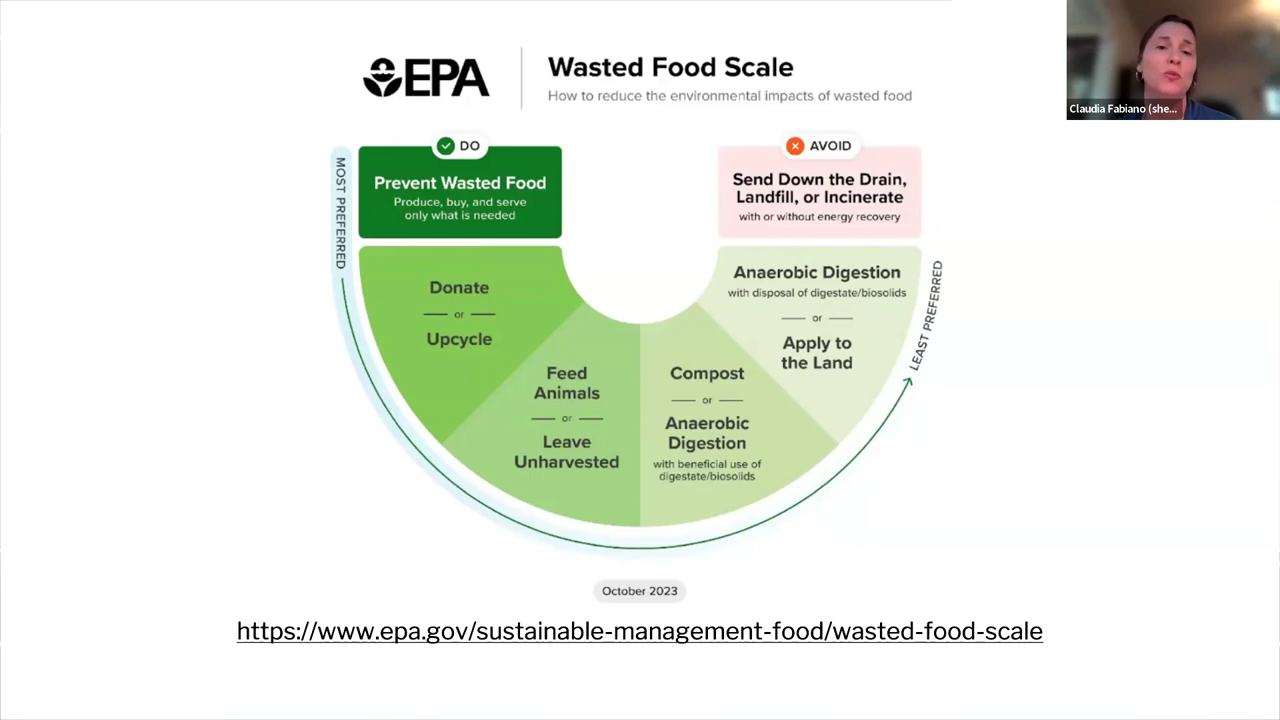 EPA
Wasted Food Scale
How to reduce the environmental impacts of wasted food
Claudia Fabiano (she...
MOST PREFERRED
DO
Prevent Wasted Food
Produce, buy, and serve
only what is needed
Donate
or
Upcycle
Feed
Animals
or
Leave
Unharvested
Compost
or
Anaerobic
Digestion
with beneficial use of
digestate/biosolids
Anaerobic Digestion
with disposal of digestate/biosolids
or
Apply to
the Land
AVOID
Send Down the Drain,
Landfill, or Incinerate
with or without energy recovery
LEAST PREFERRED
October 2023
https://www.epa.gov/sustainable-management-food/wasted-food-scale